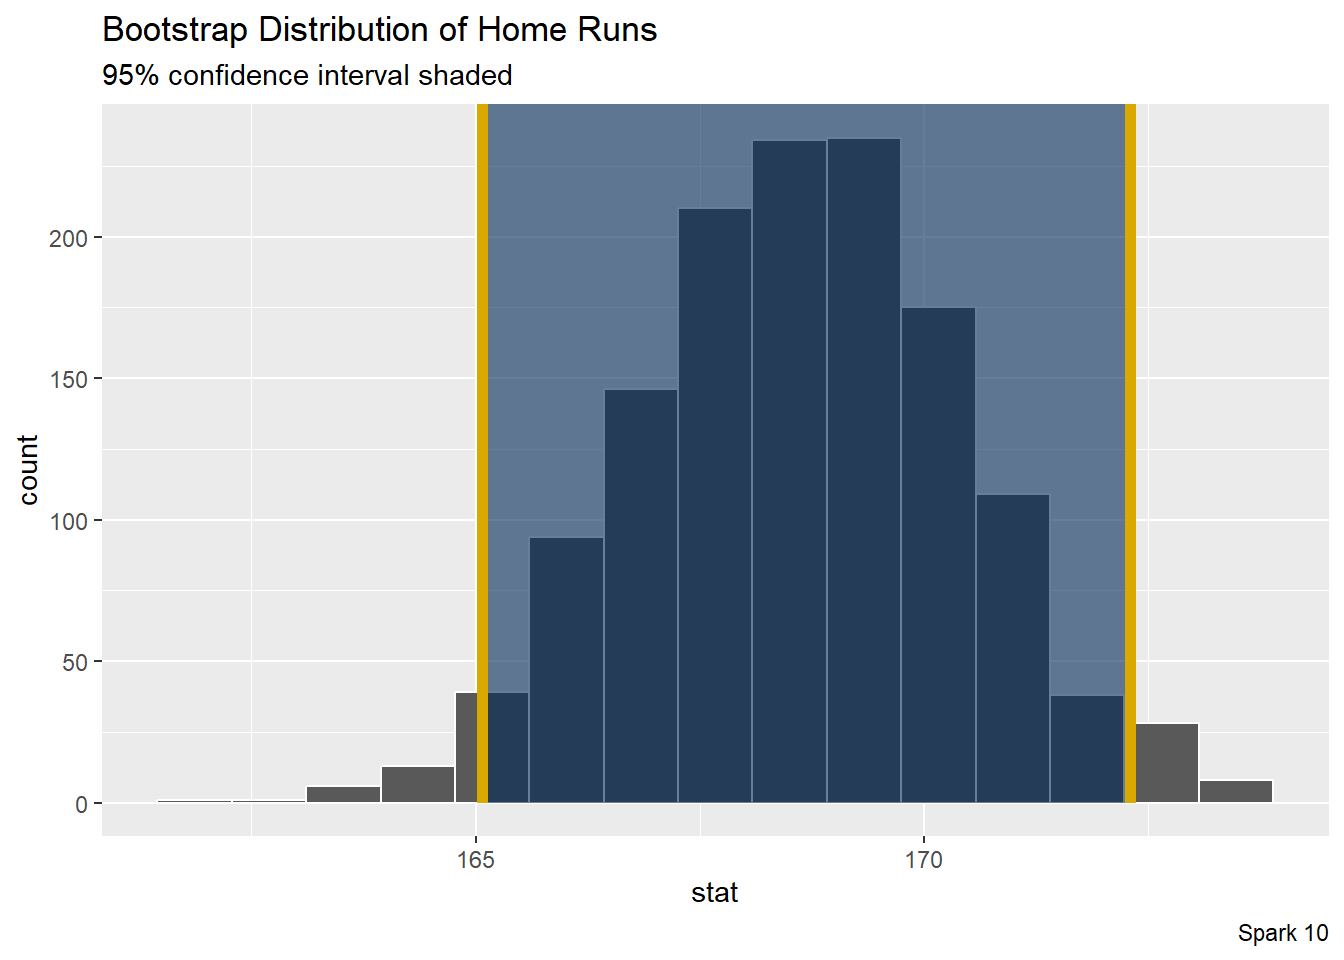 Bootstrap Distribution of Home Runs
95% confidence interval shaded
200
150
100
50
0
count
165
170
stat
Spark 10